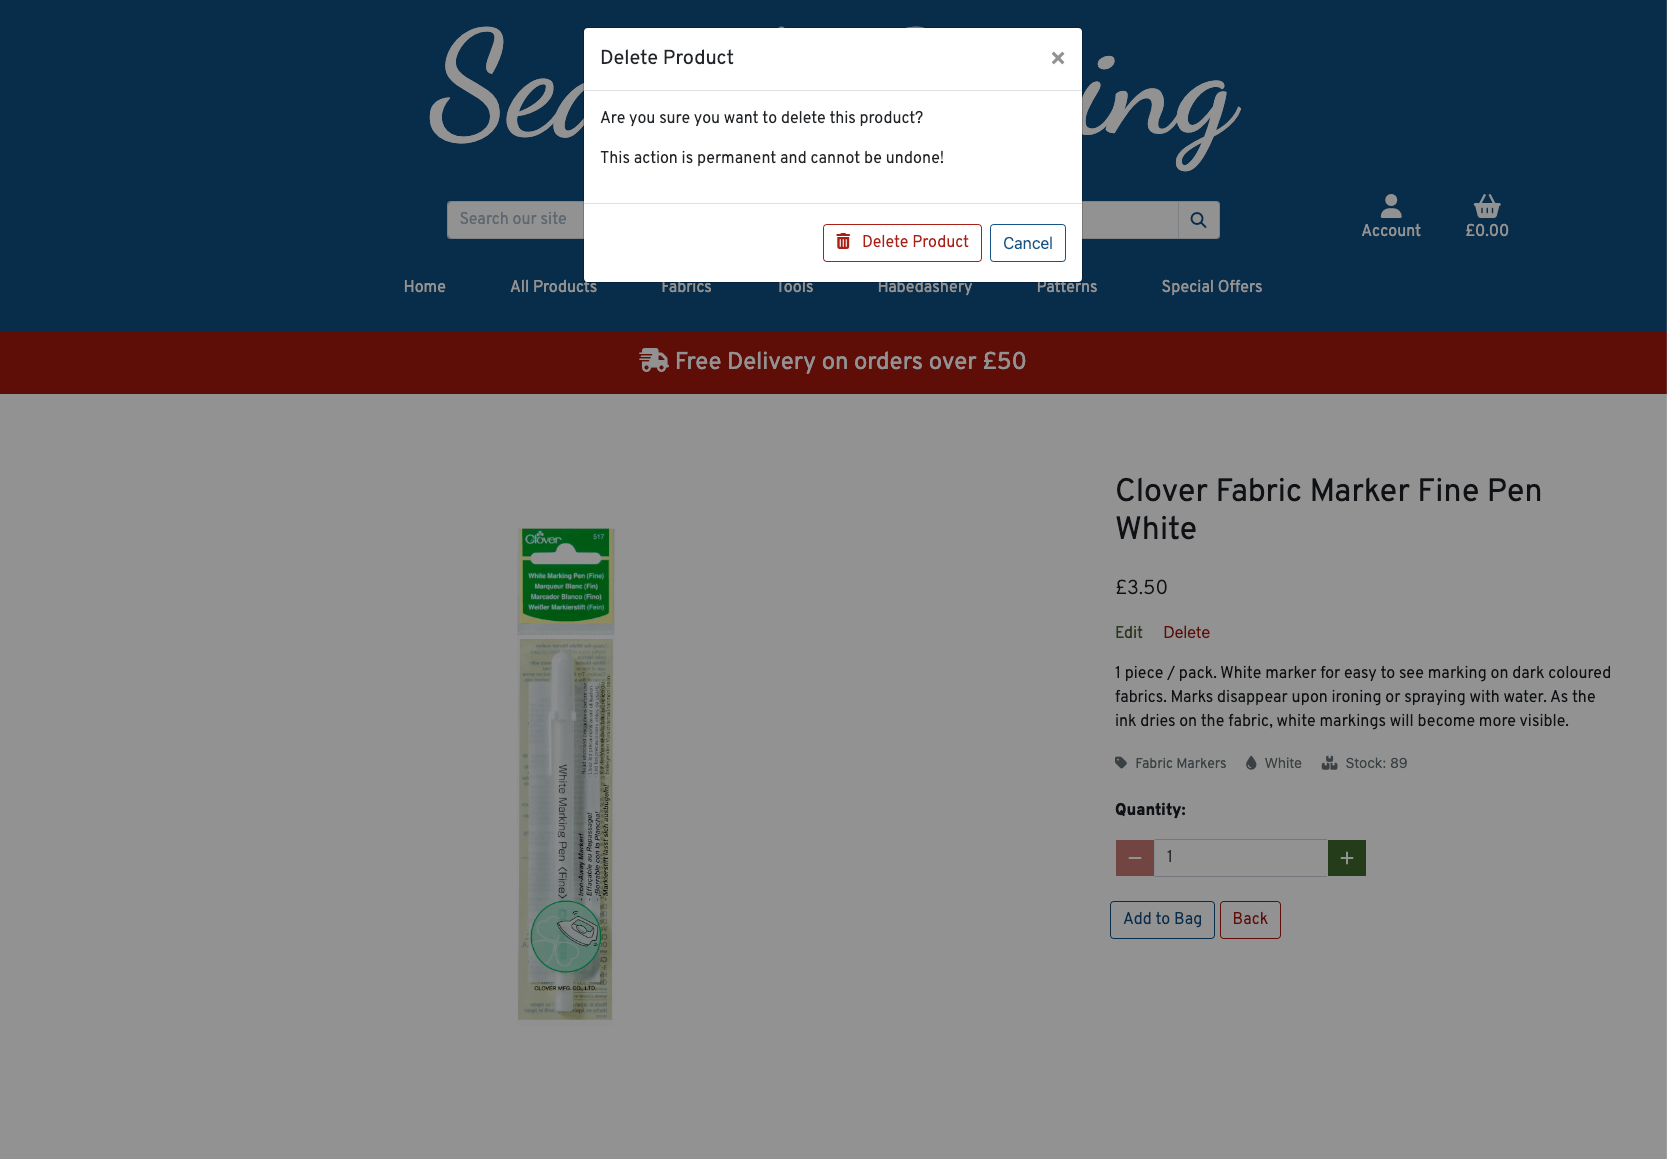 Delete Product
×
Are you sure you want to delete this product?
This action is permanent and cannot be undone!
Delete Product
Cancel
Search our site
Account
£0.00
Home
All Products
Fabrics
Tools
Habedashery
Patterns
Special Offers
Free Delivery on orders over £50
Clover 517
White Marking Pen (Fine)
Marqueur Blanc (Fin)
Marcador Blanco (Fino)
Weißer Markierstift (Fein)
White Marking Pen (Fine)
- Iron-Away Marker!
- Effaçable au Repassage!
CLOVER MFG. CO., LTD.
Clover Fabric Marker Fine Pen
White
£3.50
Edit Delete
1 piece / pack. White marker for easy to see marking on dark coloured
fabrics. Marks disappear upon ironing or spraying with water. As the
ink dries on the fabric, white markings will become more visible.
Fabric Markers White Stock: 89
Quantity:
1
Add to Bag Back